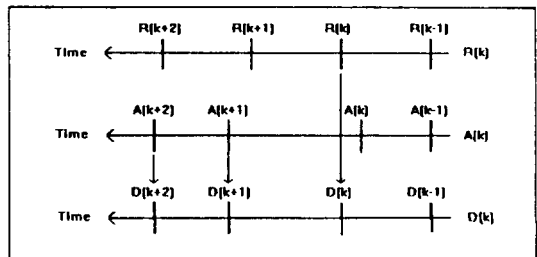 R(k+2) R(k+1) R(k) R(k-1)
Time R(k)
A(k+2) A(k+1) A(k) A(k-1)
Time A(k)
D(k+2) D(k+1) D(k) D(k-1)
Time D(k)